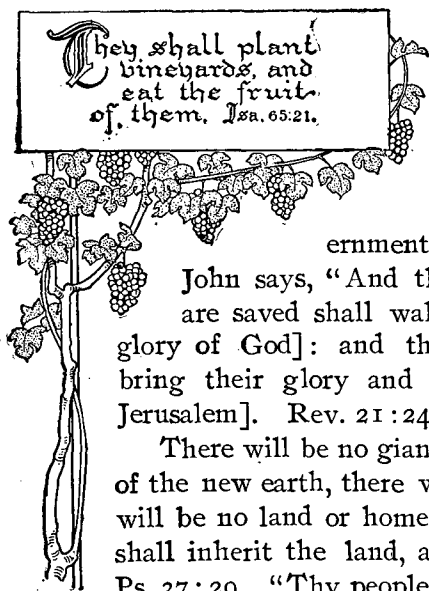 They shall plant
vineyards, and
eat the fruit
of them. Isa. 65:21.
ernment
John says, “And th
are saved shall wal
glory of God]: and th
bring their glory and
Jerusalem]. Rev. 21:24
There will be no gian
of the new earth, there w
will be no land or home
shall inherit the land, a
Ps. 37:29. “Thy people